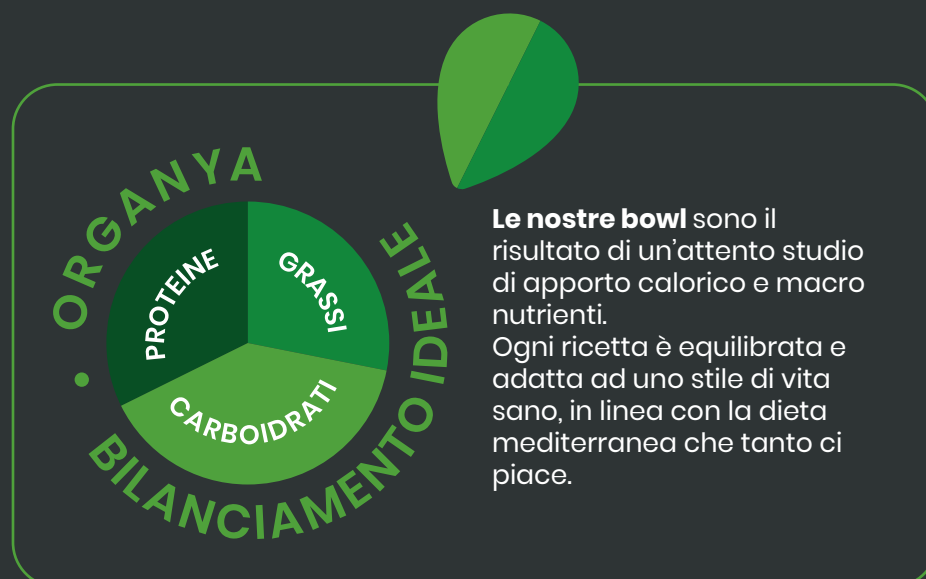 ORGANYA
BILANCIAMENTO IDEALE
PROTEINE
GRASSI
CARBOIDRATI
Le nostre bowl sono il
risultato di un’attento studio
di apporto calorico e macro
nutrienti.
Ogni ricetta è equilibrata e
adatta ad uno stile di vita
sano, in linea con la dieta
mediterranea che tanto ci
piace.